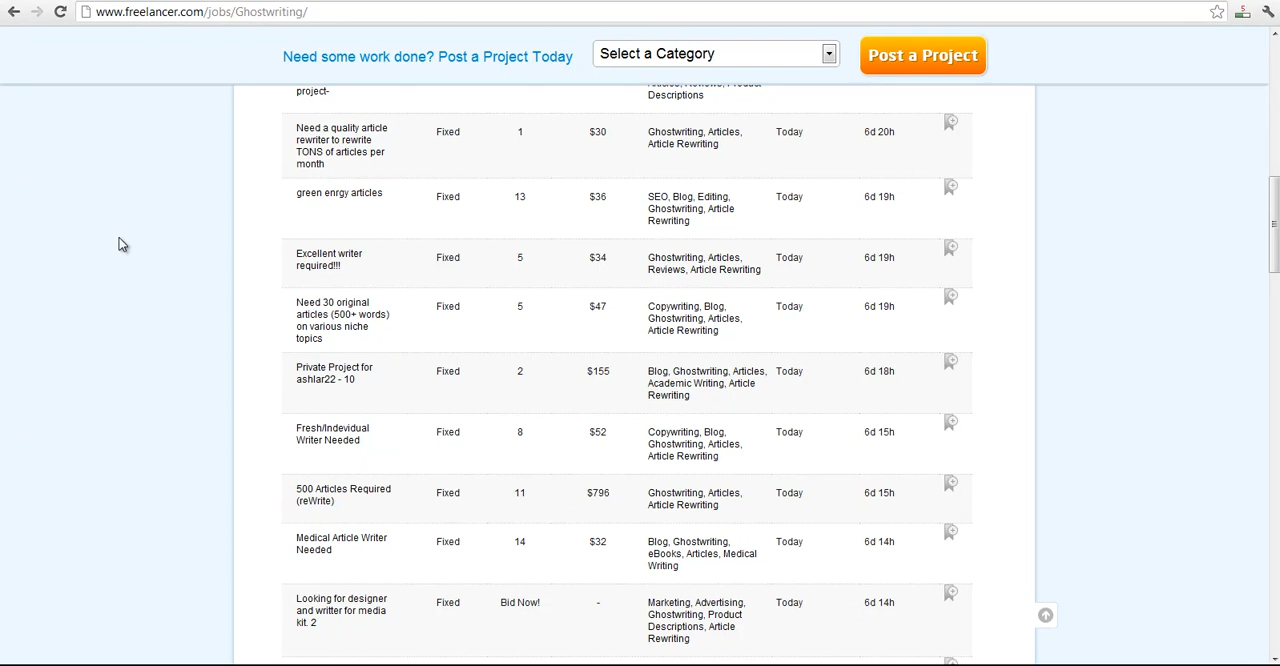 www.freelancer.com/jobs/Ghostwriting/
5
Need some work done? Post a Project Today
Select a Category
Post a Project
project-
Articles, Reviews, Product
Descriptions
Need a quality article
rewriter to rewrite
TONS of articles per
month
Fixed
1
$30
Ghostwriting, Articles,
Article Rewriting
Today
6d 20h
green enrgy articles
Fixed
13
$36
SEO, Blog, Editing,
Ghostwriting, Article
Rewriting
Today
6d 19h
Excellent writer
required!!!
Fixed
5
$34
Ghostwriting, Articles,
Reviews, Article Rewriting
Today
6d 19h
Need 30 original
articles (500+ words)
on various niche
topics
Fixed
5
$47
Copywriting, Blog,
Ghostwriting, Articles,
Article Rewriting
Today
6d 19h
Private Project for
ashlar22 - 10
Fixed
2
$155
Blog, Ghostwriting, Articles,
Academic Writing, Article
Rewriting
Today
6d 18h
Fresh/Indevidual
Writer Needed
Fixed
8
$52
Copywriting, Blog,
Ghostwriting, Articles,
Article Rewriting
Today
6d 15h
500 Articles Required
(reWrite)
Fixed
11
$796
Ghostwriting, Articles,
Article Rewriting
Today
6d 15h
Medical Article Writer
Needed
Fixed
14
$32
Blog, Ghostwriting,
eBooks, Articles, Medical
Writing
Today
6d 14h
Looking for designer
and writter for media
kit. 2
Fixed
Bid Now!
-
Marketing, Advertising,
Ghostwriting, Product
Descriptions, Article
Rewriting
Today
6d 14h